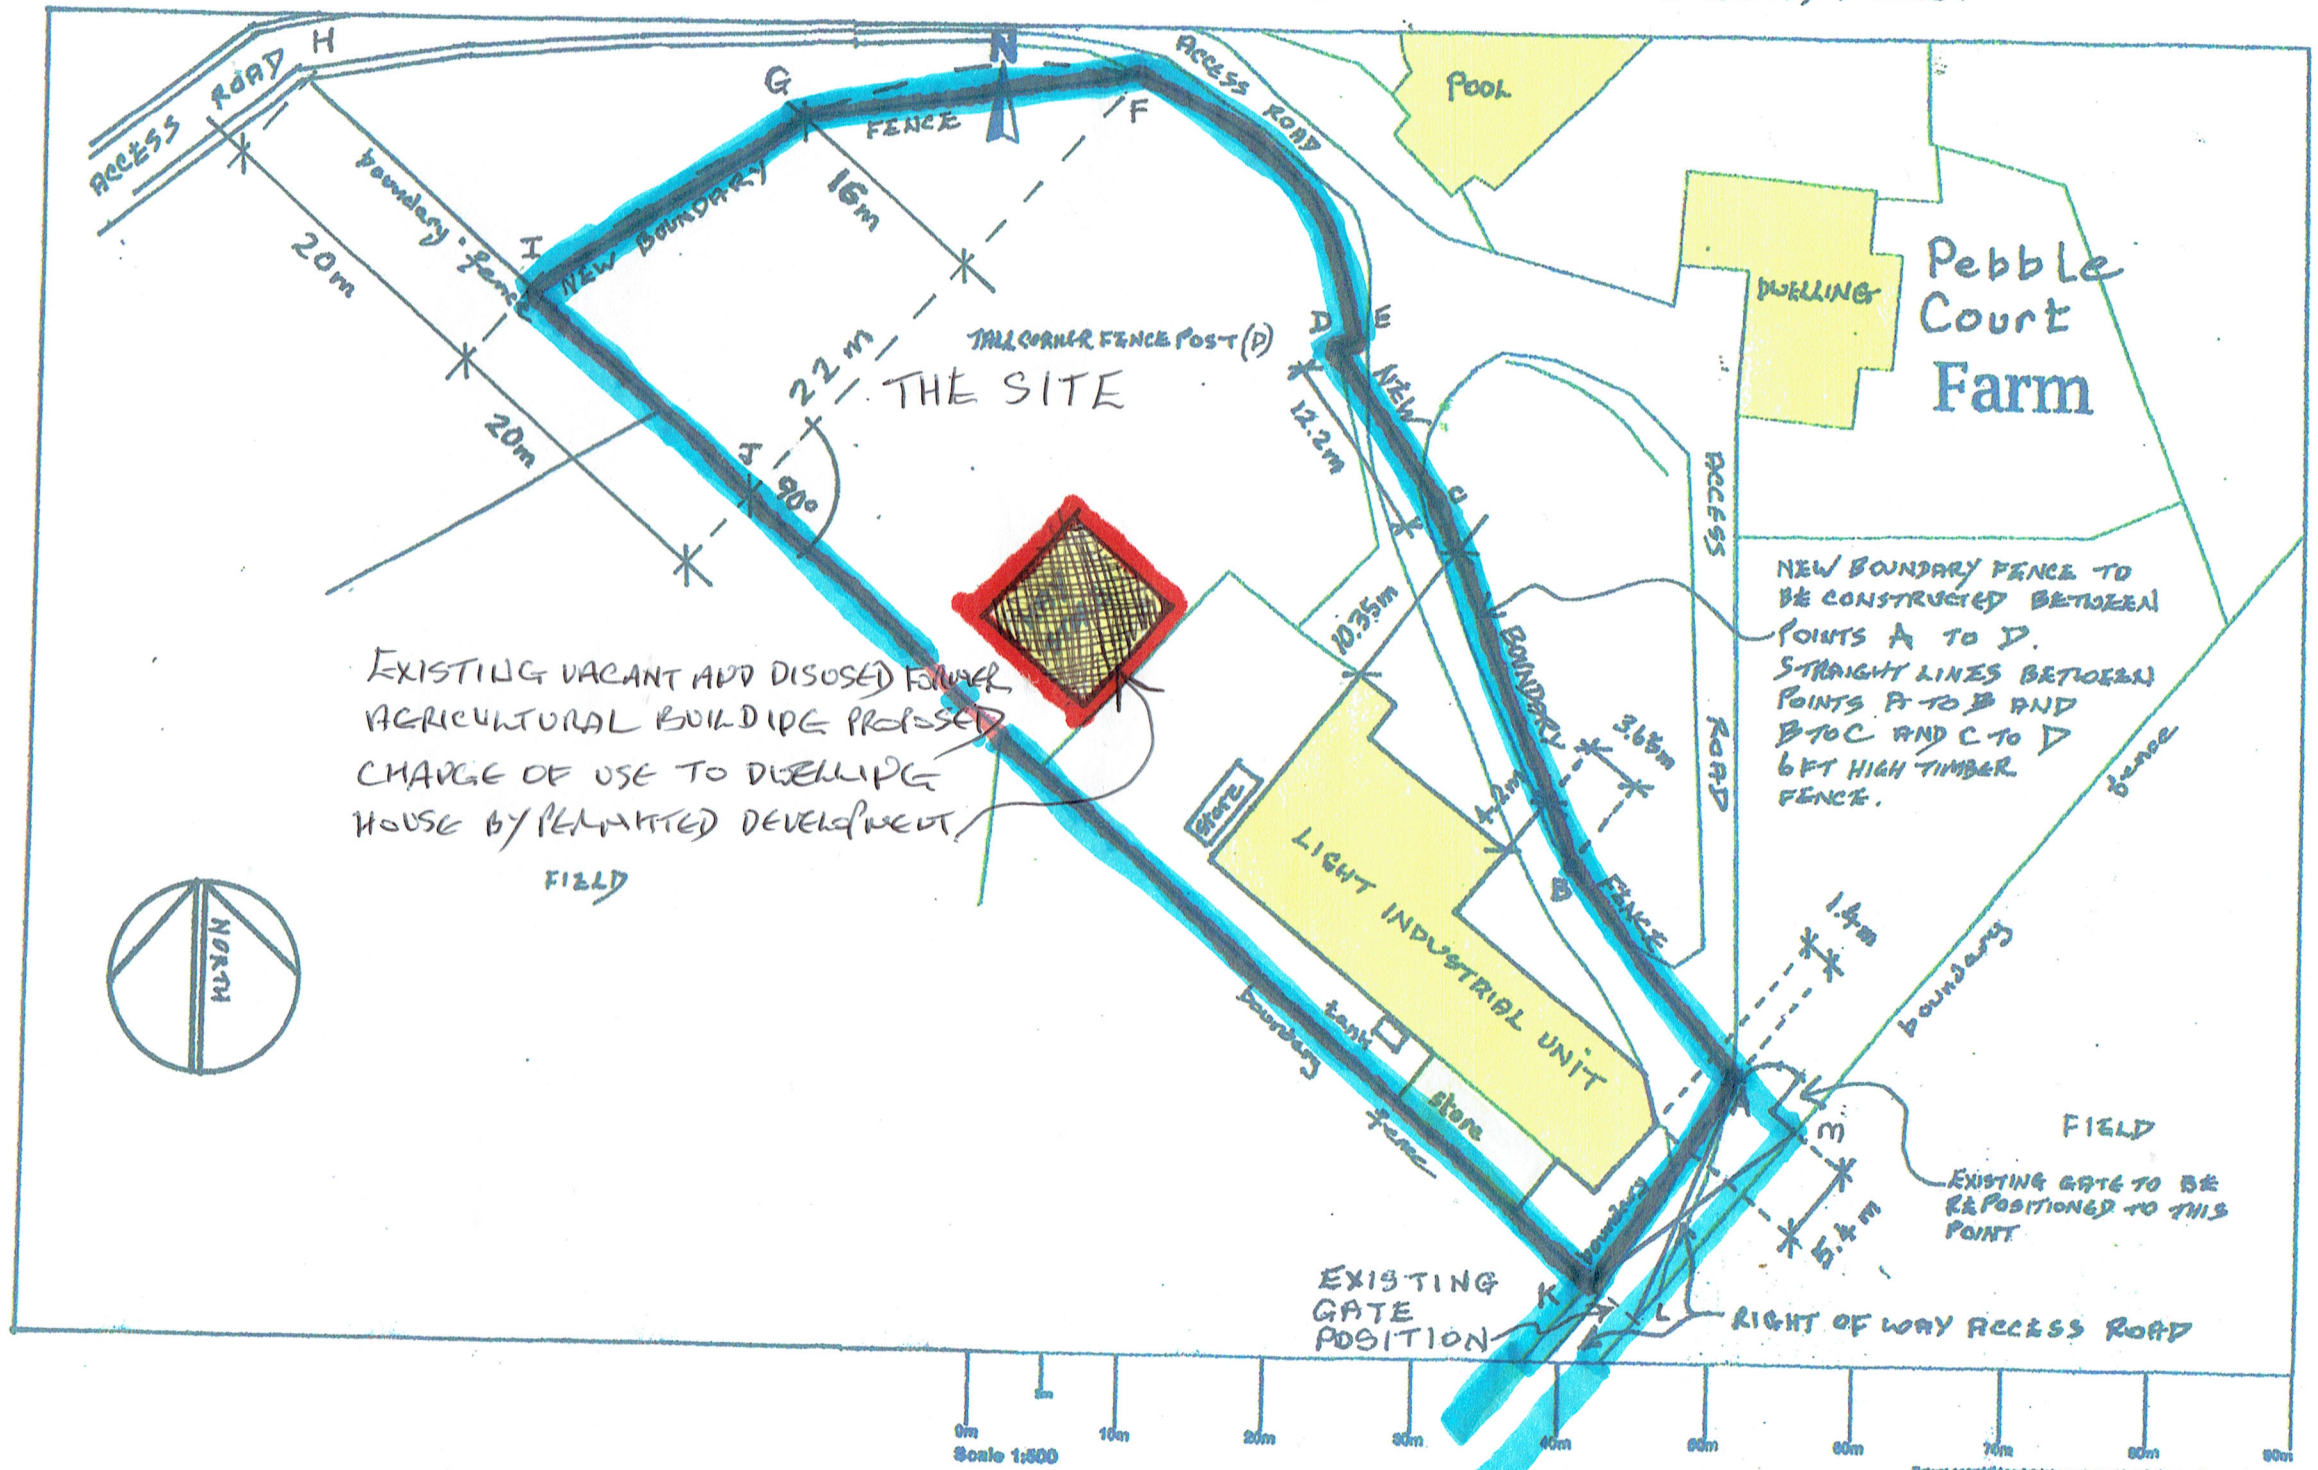 H
ACCESS ROAD
N
G
F
FENCE
ACCESS ROAD
POOL
boundary fence
NEW BOUNDARY
16m
I
20m
22m
DWELLING
Pebble
Court
Farm
D
E
TALL CORNER FENCE POST (D)
THE SITE
NEW
12.2m
20m
J
90°
C
ACCESS
ROAD
NEW BOUNDARY FENCE TO
BE CONSTRUCTED BETWEEN
POINTS A TO D.
STRAIGHT LINES BETWEEN
POINTS A TO B AND
B TO C AND C TO D
6 FT HIGH TIMBER
FENCE.
10.35m
BOUNDARY
EXISTING VACANT AND DISUSED FORMER
AGRICULTURAL BUILDING PROPOSED
CHANGE OF USE TO DWELLING
HOUSE BY PERMITTED DEVELOPMENT
FIELD
store
3.65m
4.2m
LIGHT INDUSTRIAL UNIT
B
FENCE
1.4m
boundary fence
NORTH
boundary fence
tank
store
A
M
FIELD
EXISTING GATE TO BE
REPOSITIONED TO THIS
POINT
5.4m
boundary
EXISTING
GATE
POSITION
K
L
RIGHT OF WAY ACCESS ROAD
0m 5m 10m 20m 30m 40m 50m 60m 70m 80m 90m
Scale 1:500